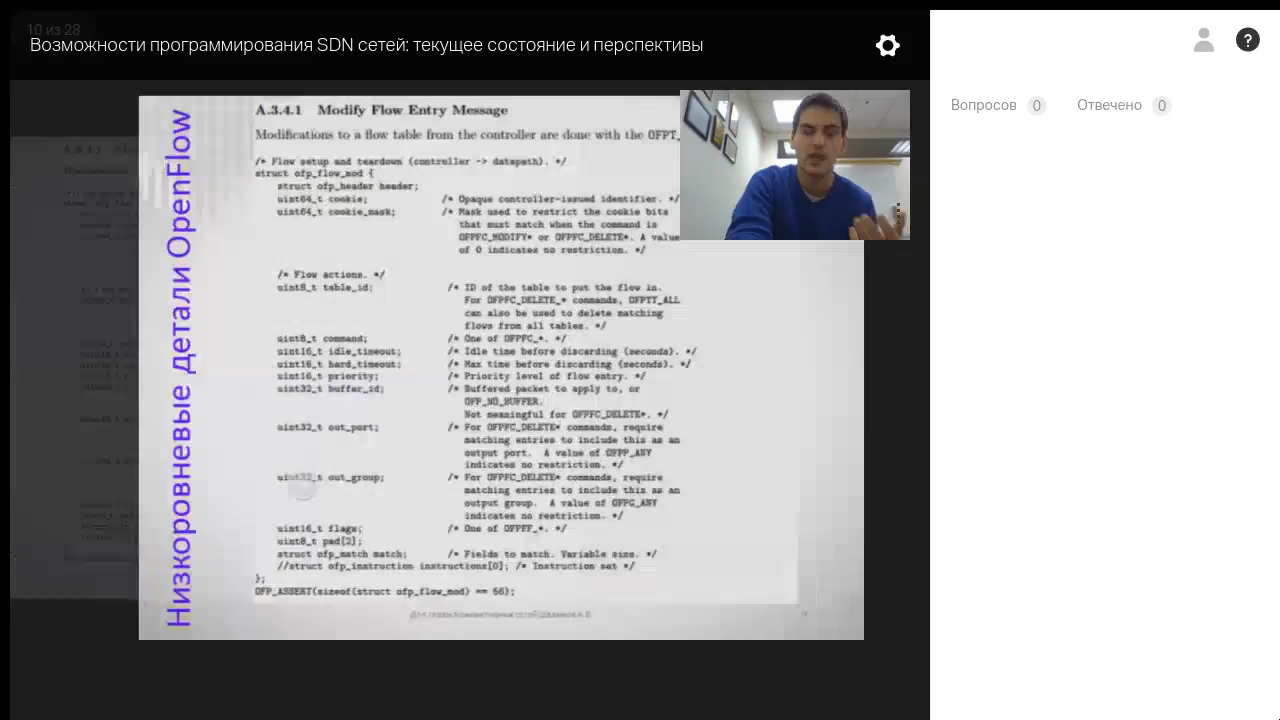 10 из 28
Возможности программирования SDN сетей: текущее состояние и перспективы
Вопросов 0 Отвечено 0
Низкоровневые детали OpenFlow
A.3.4.1 Modify Flow Entry Message
Modifications to a flow table from the controller are done with the OFPT_
/* Flow setup and teardown (controller -> datapath). */
struct ofp_flow_mod {
struct ofp_header header;
uint64_t cookie; /* Opaque controller-issued identifier. */
uint64_t cookie_mask; /* Mask used to restrict the cookie bits
that must match when the command is
OFPFC_MODIFY* or OFPFC_DELETE*. A value
of 0 indicates no restriction. */
/* Flow actions. */
uint8_t table_id; /* ID of the table to put the flow in.
For OFPFC_DELETE_* commands, OFPTT_ALL
can also be used to delete matching
flows from all tables. */
uint8_t command; /* One of OFPFC_*. */
uint16_t idle_timeout; /* Idle time before discarding (seconds). */
uint16_t hard_timeout; /* Max time before discarding (seconds). */
uint16_t priority; /* Priority level of flow entry. */
uint32_t buffer_id; /* Buffered packet to apply to, or
OFP_NO_BUFFER.
Not meaningful for OFPFC_DELETE*. */
uint32_t out_port; /* For OFPFC_DELETE* commands, require
matching entries to include this as an
output port. A value of OFPP_ANY
indicates no restriction. */
uint32_t out_group; /* For OFPFC_DELETE* commands, require
matching entries to include this as an
output group. A value of OFPG_ANY
indicates no restriction. */
uint16_t flags; /* One of OFPFF_*. */
uint8_t pad[2];
struct ofp_match match; /* Fields to match. Variable size. */
//struct ofp_instruction instructions[0]; /* Instruction set */
};
OFP_ASSERT(sizeof(struct ofp_flow_mod) == 56);